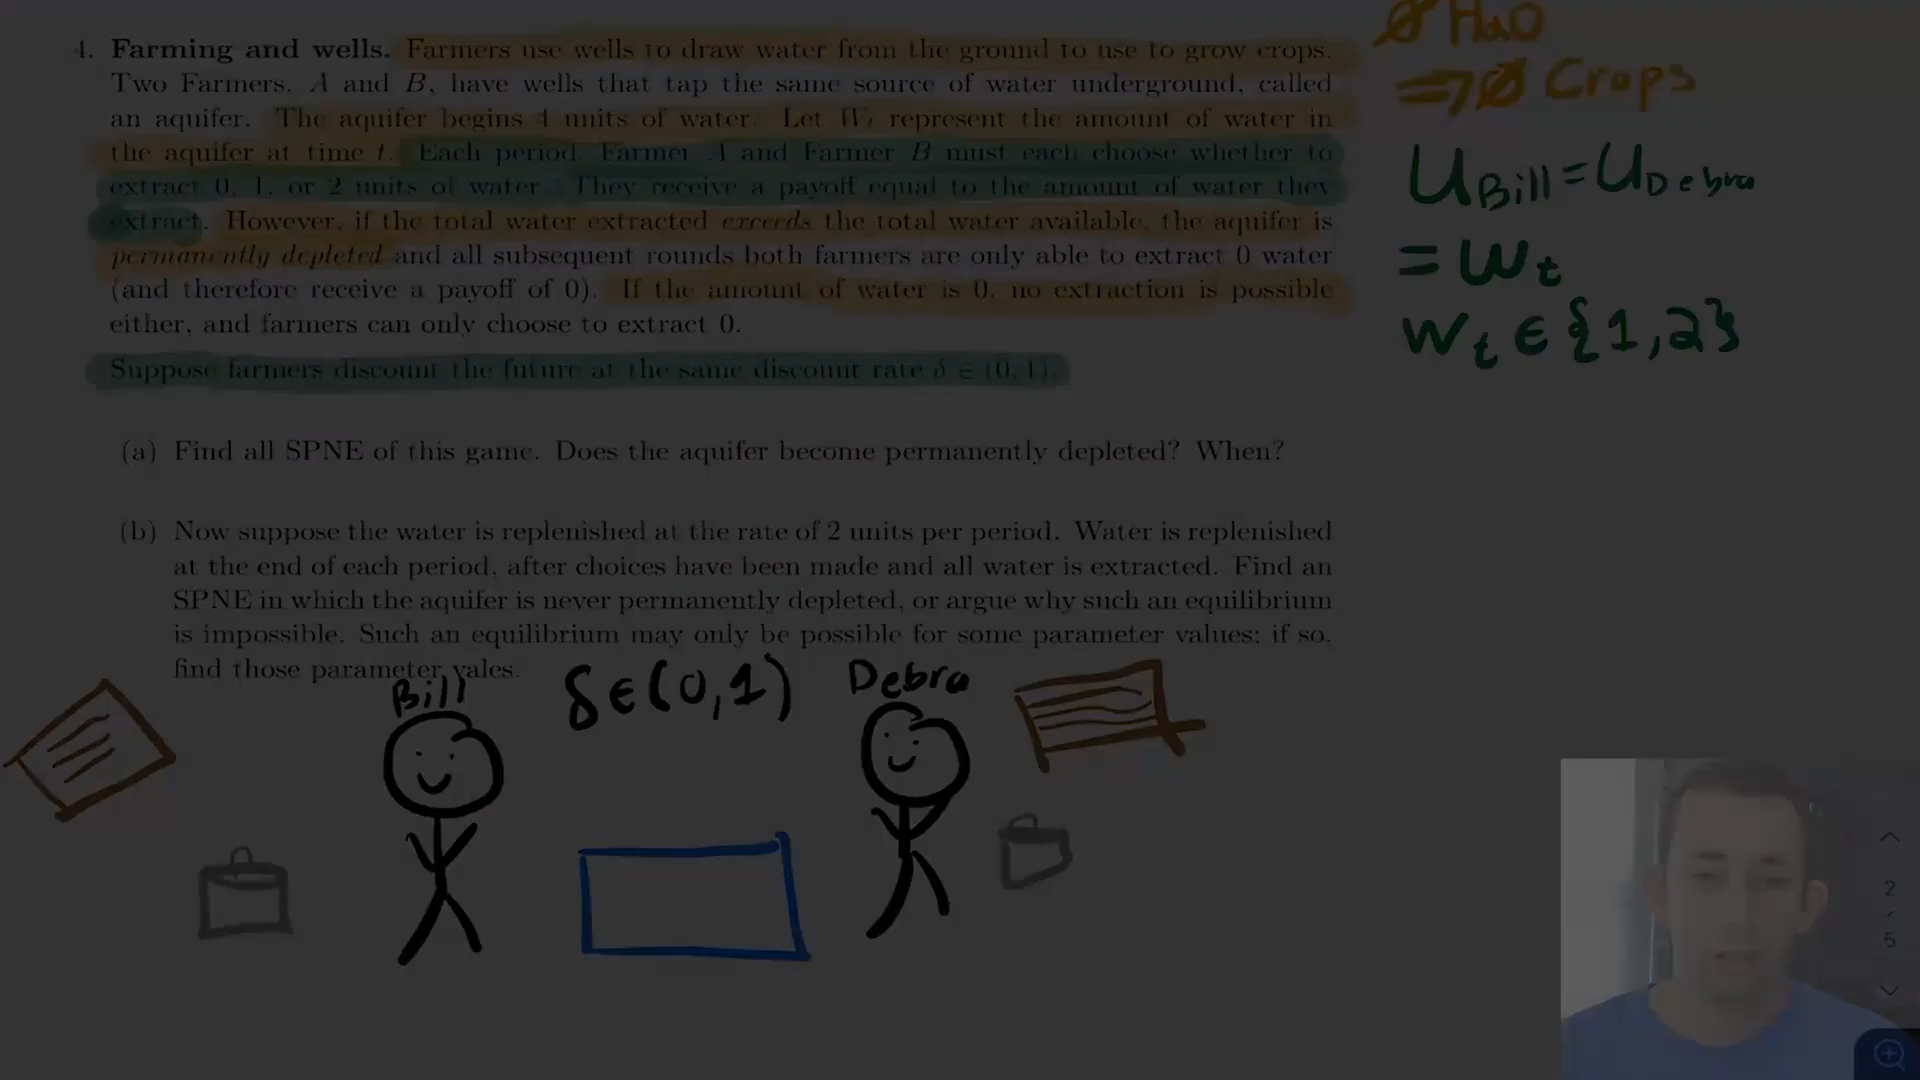 4. Farming and wells. Farmers use wells to draw water from the ground to use to grow crops.
Two Farmers, A and B, have wells that tap the same source of water underground, called
an aquifer. The aquifer begins 4 units of water. Let Wt represent the amount of water in
the aquifer at time t. Each period, Farmer A and Farmer B must each choose whether to
extract 0, 1, or 2 units of water. They receive a payoff equal to the amount of water they
extract. However, if the total water extracted exceeds the total water available, the aquifer is
permanently depleted and all subsequent rounds both farmers are only able to extract 0 water
(and therefore receive a payoff of 0). If the amount of water is 0, no extraction is possible
either, and farmers can only choose to extract 0.
Suppose farmers discount the future at the same discount rate δ ∈ (0, 1).
(a) Find all SPNE of this game. Does the aquifer become permanently depleted? When?
(b) Now suppose the water is replenished at the rate of 2 units per period. Water is replenished
at the end of each period, after choices have been made and all water is extracted. Find an
SPNE in which the aquifer is never permanently depleted, or argue why such an equilibrium
is impossible. Such an equilibrium may only be possible for some parameter values; if so,
find those parameter vales.
Ø H2O
=> Ø Crops
UBill = UDebra
= Wt
Wt ∈ {1,2}
Bill
δ∈(0,1)
Debra
2
/
5